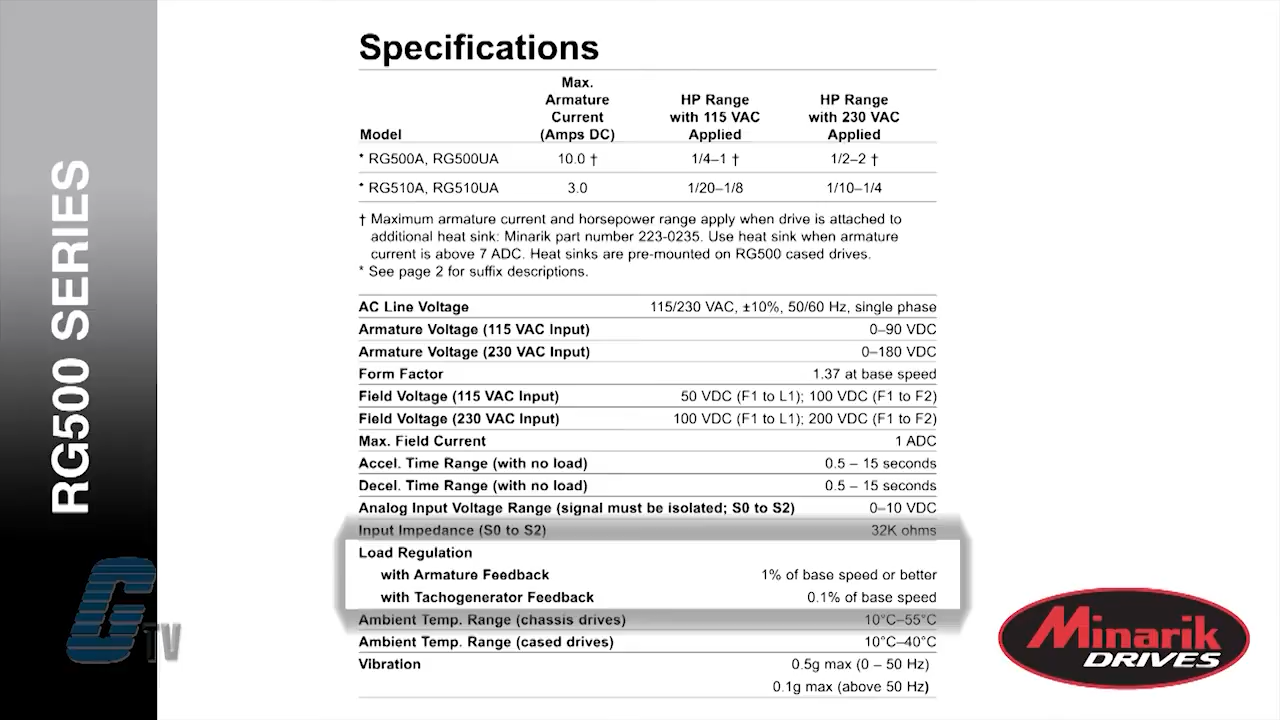 RG500 SERIES
Specifications
Model
Max. Armature Current (Amps DC)
HP Range with 115 VAC Applied
HP Range with 230 VAC Applied
* RG500A, RG500UA 10.0 † 1/4–1 † 1/2–2 †
* RG510A, RG510UA 3.0 1/20–1/8 1/10–1/4
† Maximum armature current and horsepower range apply when drive is attached to
additional heat sink: Minarik part number 223-0235. Use heat sink when armature
current is above 7 ADC. Heat sinks are pre-mounted on RG500 cased drives.
* See page 2 for suffix descriptions.
AC Line Voltage 115/230 VAC, ±10%, 50/60 Hz, single phase
Armature Voltage (115 VAC Input) 0–90 VDC
Armature Voltage (230 VAC Input) 0–180 VDC
Form Factor 1.37 at base speed
Field Voltage (115 VAC Input) 50 VDC (F1 to L1); 100 VDC (F1 to F2)
Field Voltage (230 VAC Input) 100 VDC (F1 to L1); 200 VDC (F1 to F2)
Max. Field Current 1 ADC
Accel. Time Range (with no load) 0.5 – 15 seconds
Decel. Time Range (with no load) 0.5 – 15 seconds
Analog Input Voltage Range (signal must be isolated; S0 to S2) 0–10 VDC
Input Impedance (S0 to S2) 32K ohms
Load Regulation
with Armature Feedback 1% of base speed or better
with Tachogenerator Feedback 0.1% of base speed
Ambient Temp. Range (chassis drives) 10°C–55°C
Ambient Temp. Range (cased drives) 10°C–40°C
Vibration 0.5g max (0 – 50 Hz)
0.1g max (above 50 Hz)
G TV
Minarik
DRIVES